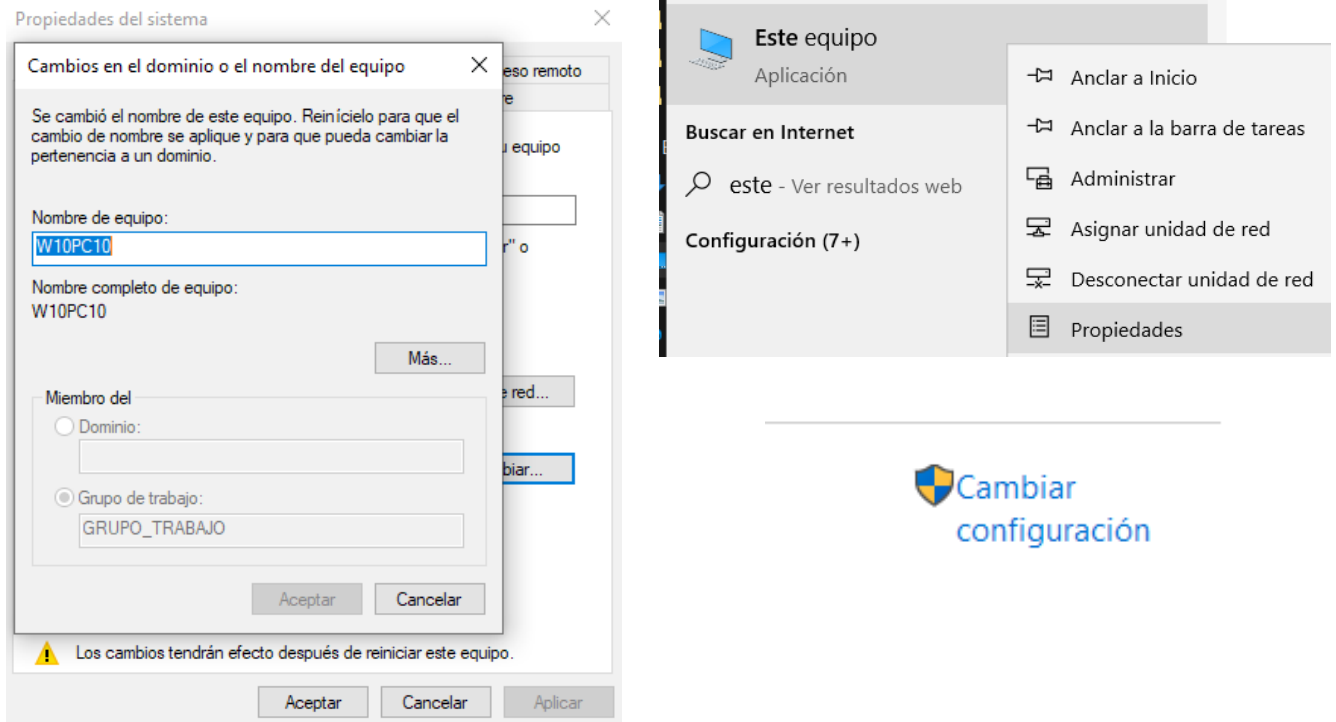 Propiedades del sistema
Cambios en el dominio o el nombre del equipo
eso remoto
re
Se cambió el nombre de este equipo. Reinícielo para que el
cambio de nombre se aplique y para que pueda cambiar la
pertenencia a un dominio.
u equipo
Nombre de equipo:
W10PC10
r" o
Nombre completo de equipo:
W10PC10
Más...
e red...
Miembro del
Dominio:
biar...
Grupo de trabajo:
GRUPO_TRABAJO
Aceptar
Cancelar
Los cambios tendrán efecto después de reiniciar este equipo.
Aceptar
Cancelar
Aplicar
Este equipo
Aplicación
Buscar en Internet
este - Ver resultados web
Configuración (7+)
Anclar a Inicio
Anclar a la barra de tareas
Administrar
Asignar unidad de red
Desconectar unidad de red
Propiedades
Cambiar
configuración